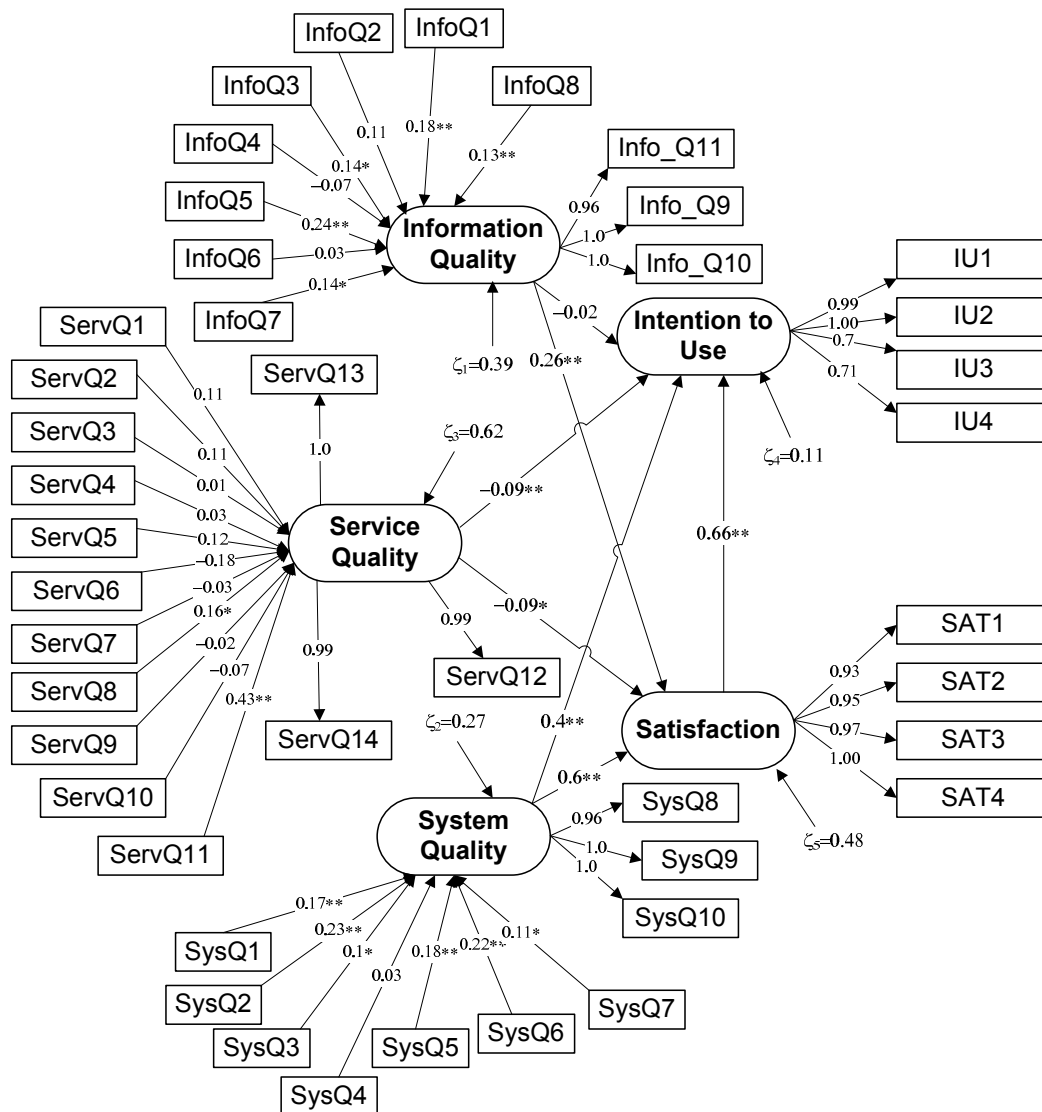 InfoQ2
InfoQ1
InfoQ3
InfoQ8
InfoQ4
InfoQ5
InfoQ6
InfoQ7
0.11
0.18**
0.14*
0.13**
−0.07
0.24**
0.03
0.14*
Information
Quality
Info_Q11
Info_Q9
Info_Q10
0.96
1.0
1.0
ζ1=0.39
−0.02
0.26**
Intention to
Use
IU1
IU2
IU3
IU4
0.99
1.00
0.7
0.71
ζ4=0.11
ServQ1
ServQ2
ServQ3
ServQ4
ServQ5
ServQ6
ServQ7
ServQ8
ServQ9
ServQ10
ServQ11
0.11
0.11
0.01
0.03
0.12
−0.18
−0.03
0.16*
−0.02
−0.07
0.43**
ServQ13
1.0
ζ3=0.62
Service
Quality
−0.09**
−0.09*
0.99
ServQ12
0.99
ServQ14
0.66**
Satisfaction
SAT1
SAT2
SAT3
SAT4
0.93
0.95
0.97
1.00
ζ5=0.48
ζ2=0.27
0.4**
0.6**
System
Quality
SysQ8
SysQ9
SysQ10
0.96
1.0
1.0
0.17**
0.23**
0.1*
0.03
0.18**
0.22**
0.11*
SysQ1
SysQ2
SysQ3
SysQ4
SysQ5
SysQ6
SysQ7